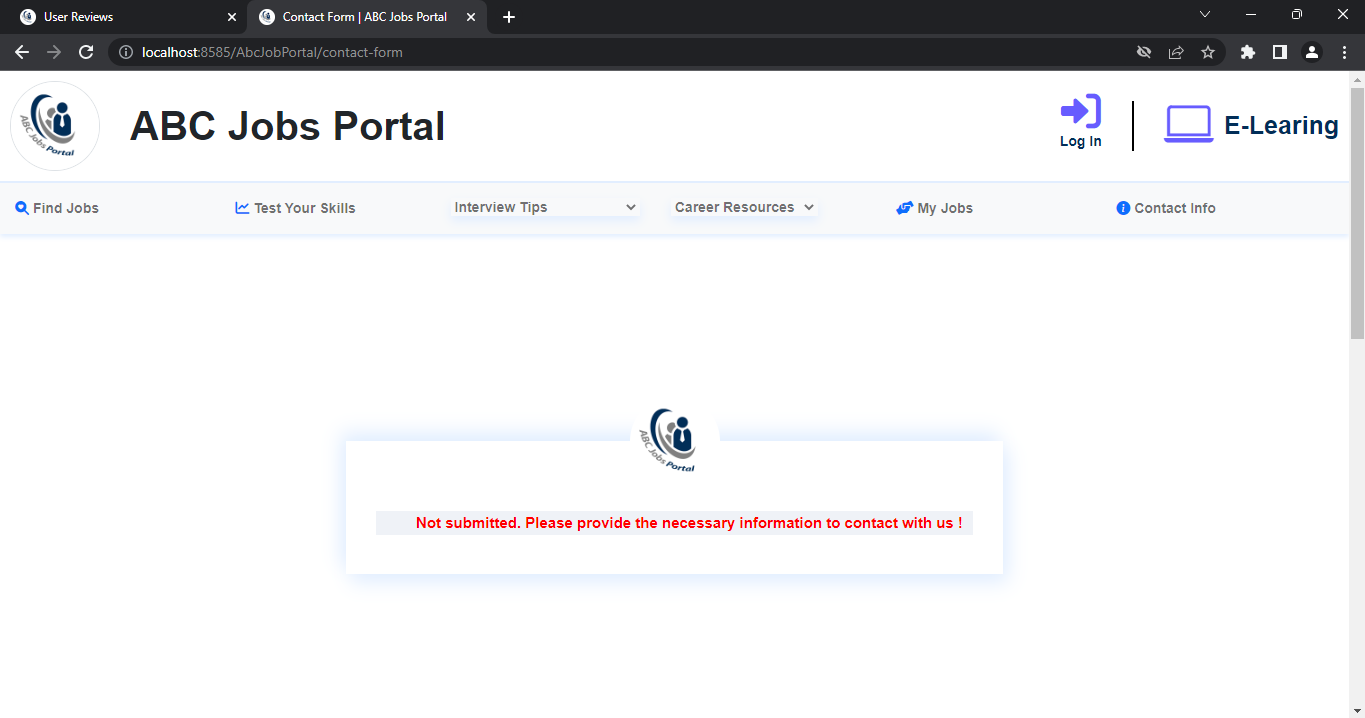 User Reviews
Contact Form | ABC Jobs Portal
localhost:8585/AbcJobPortal/contact-form
ABC Jobs Portal
ABC Jobs Portal
Log In
E-Learing
Find Jobs
Test Your Skills
Interview Tips
Career Resources
My Jobs
Contact Info
ABC Jobs Portal
Not submitted. Please provide the necessary information to contact with us !